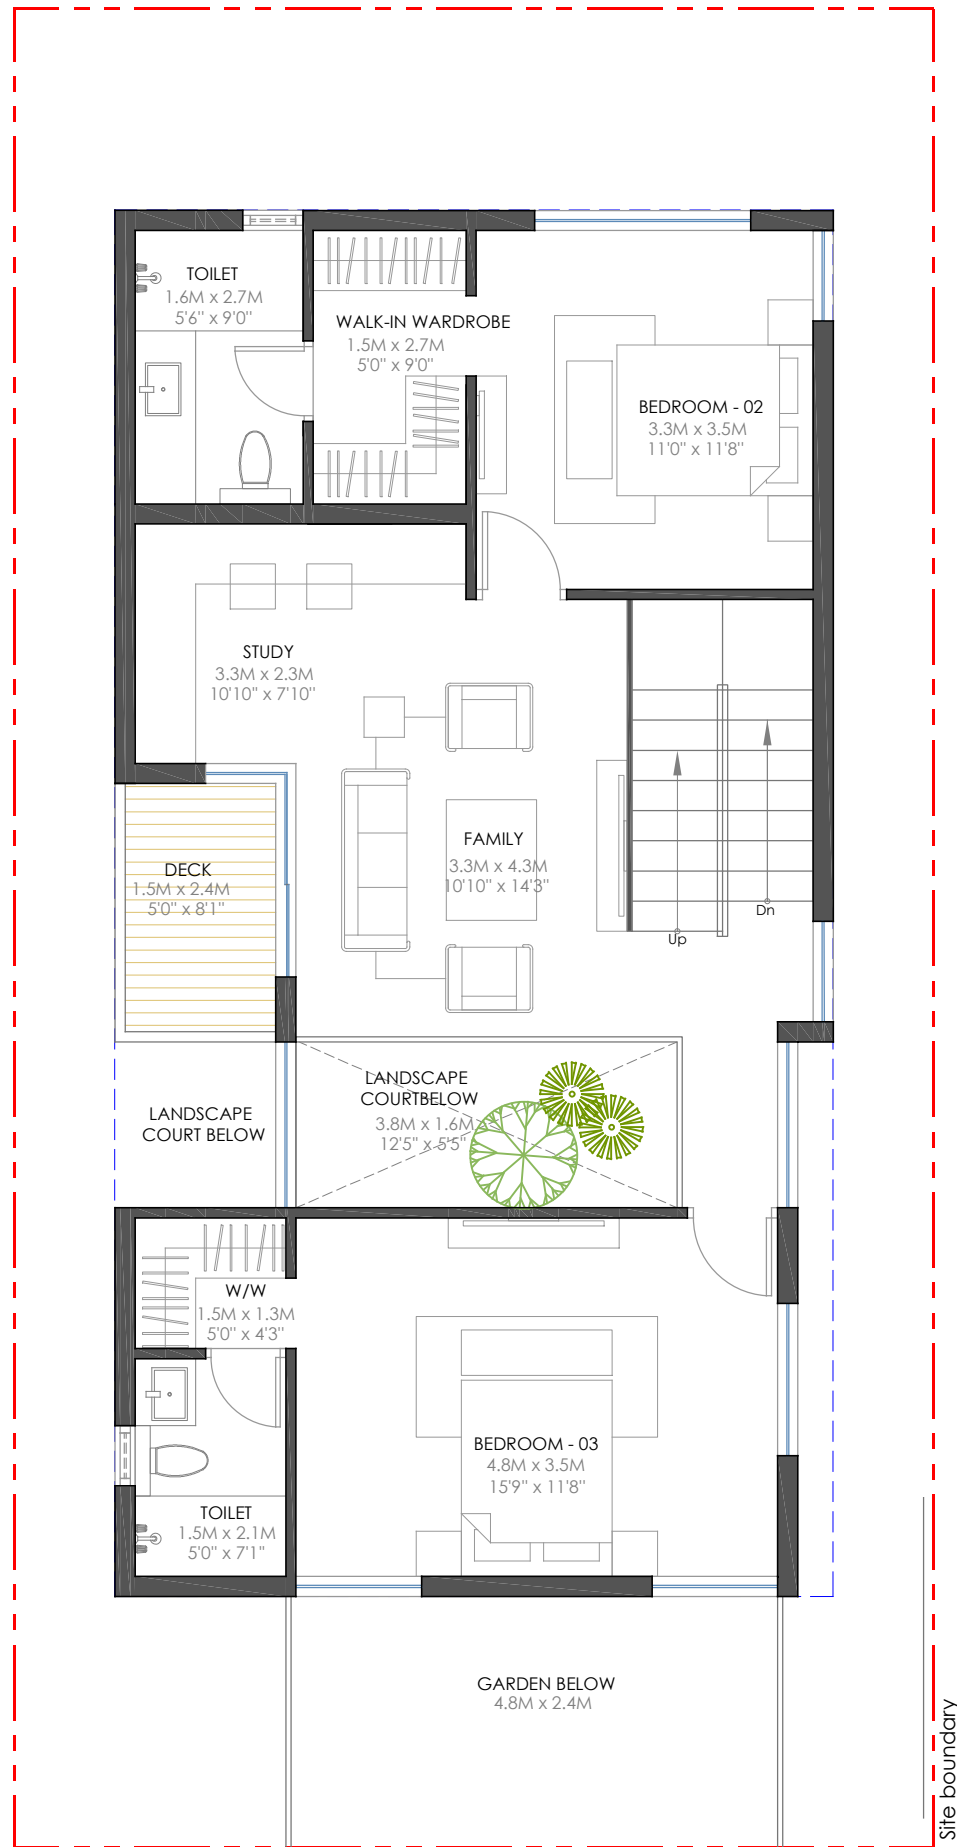 TOILET
1.6M x 2.7M
5'6" x 9'0"
WALK-IN WARDROBE
1.5M x 2.7M
5'0" x 9'0"
BEDROOM - 02
3.3M x 3.5M
11'0" x 11'8"
STUDY
3.3M x 2.3M
10'10" x 7'10"
FAMILY
3.3M x 4.3M
10'10" x 14'3"
DECK
1.5M x 2.4M
5'0" x 8'1"
Dn
Up
LANDSCAPE
COURTBELOW
3.8M x 1.6M
12'5" x 5'5"
LANDSCAPE
COURT BELOW
W/W
1.5M x 1.3M
5'0" x 4'3"
BEDROOM - 03
4.8M x 3.5M
15'9" x 11'8"
TOILET
1.5M x 2.1M
5'0" x 7'1"
GARDEN BELOW
4.8M x 2.4M
Site boundary